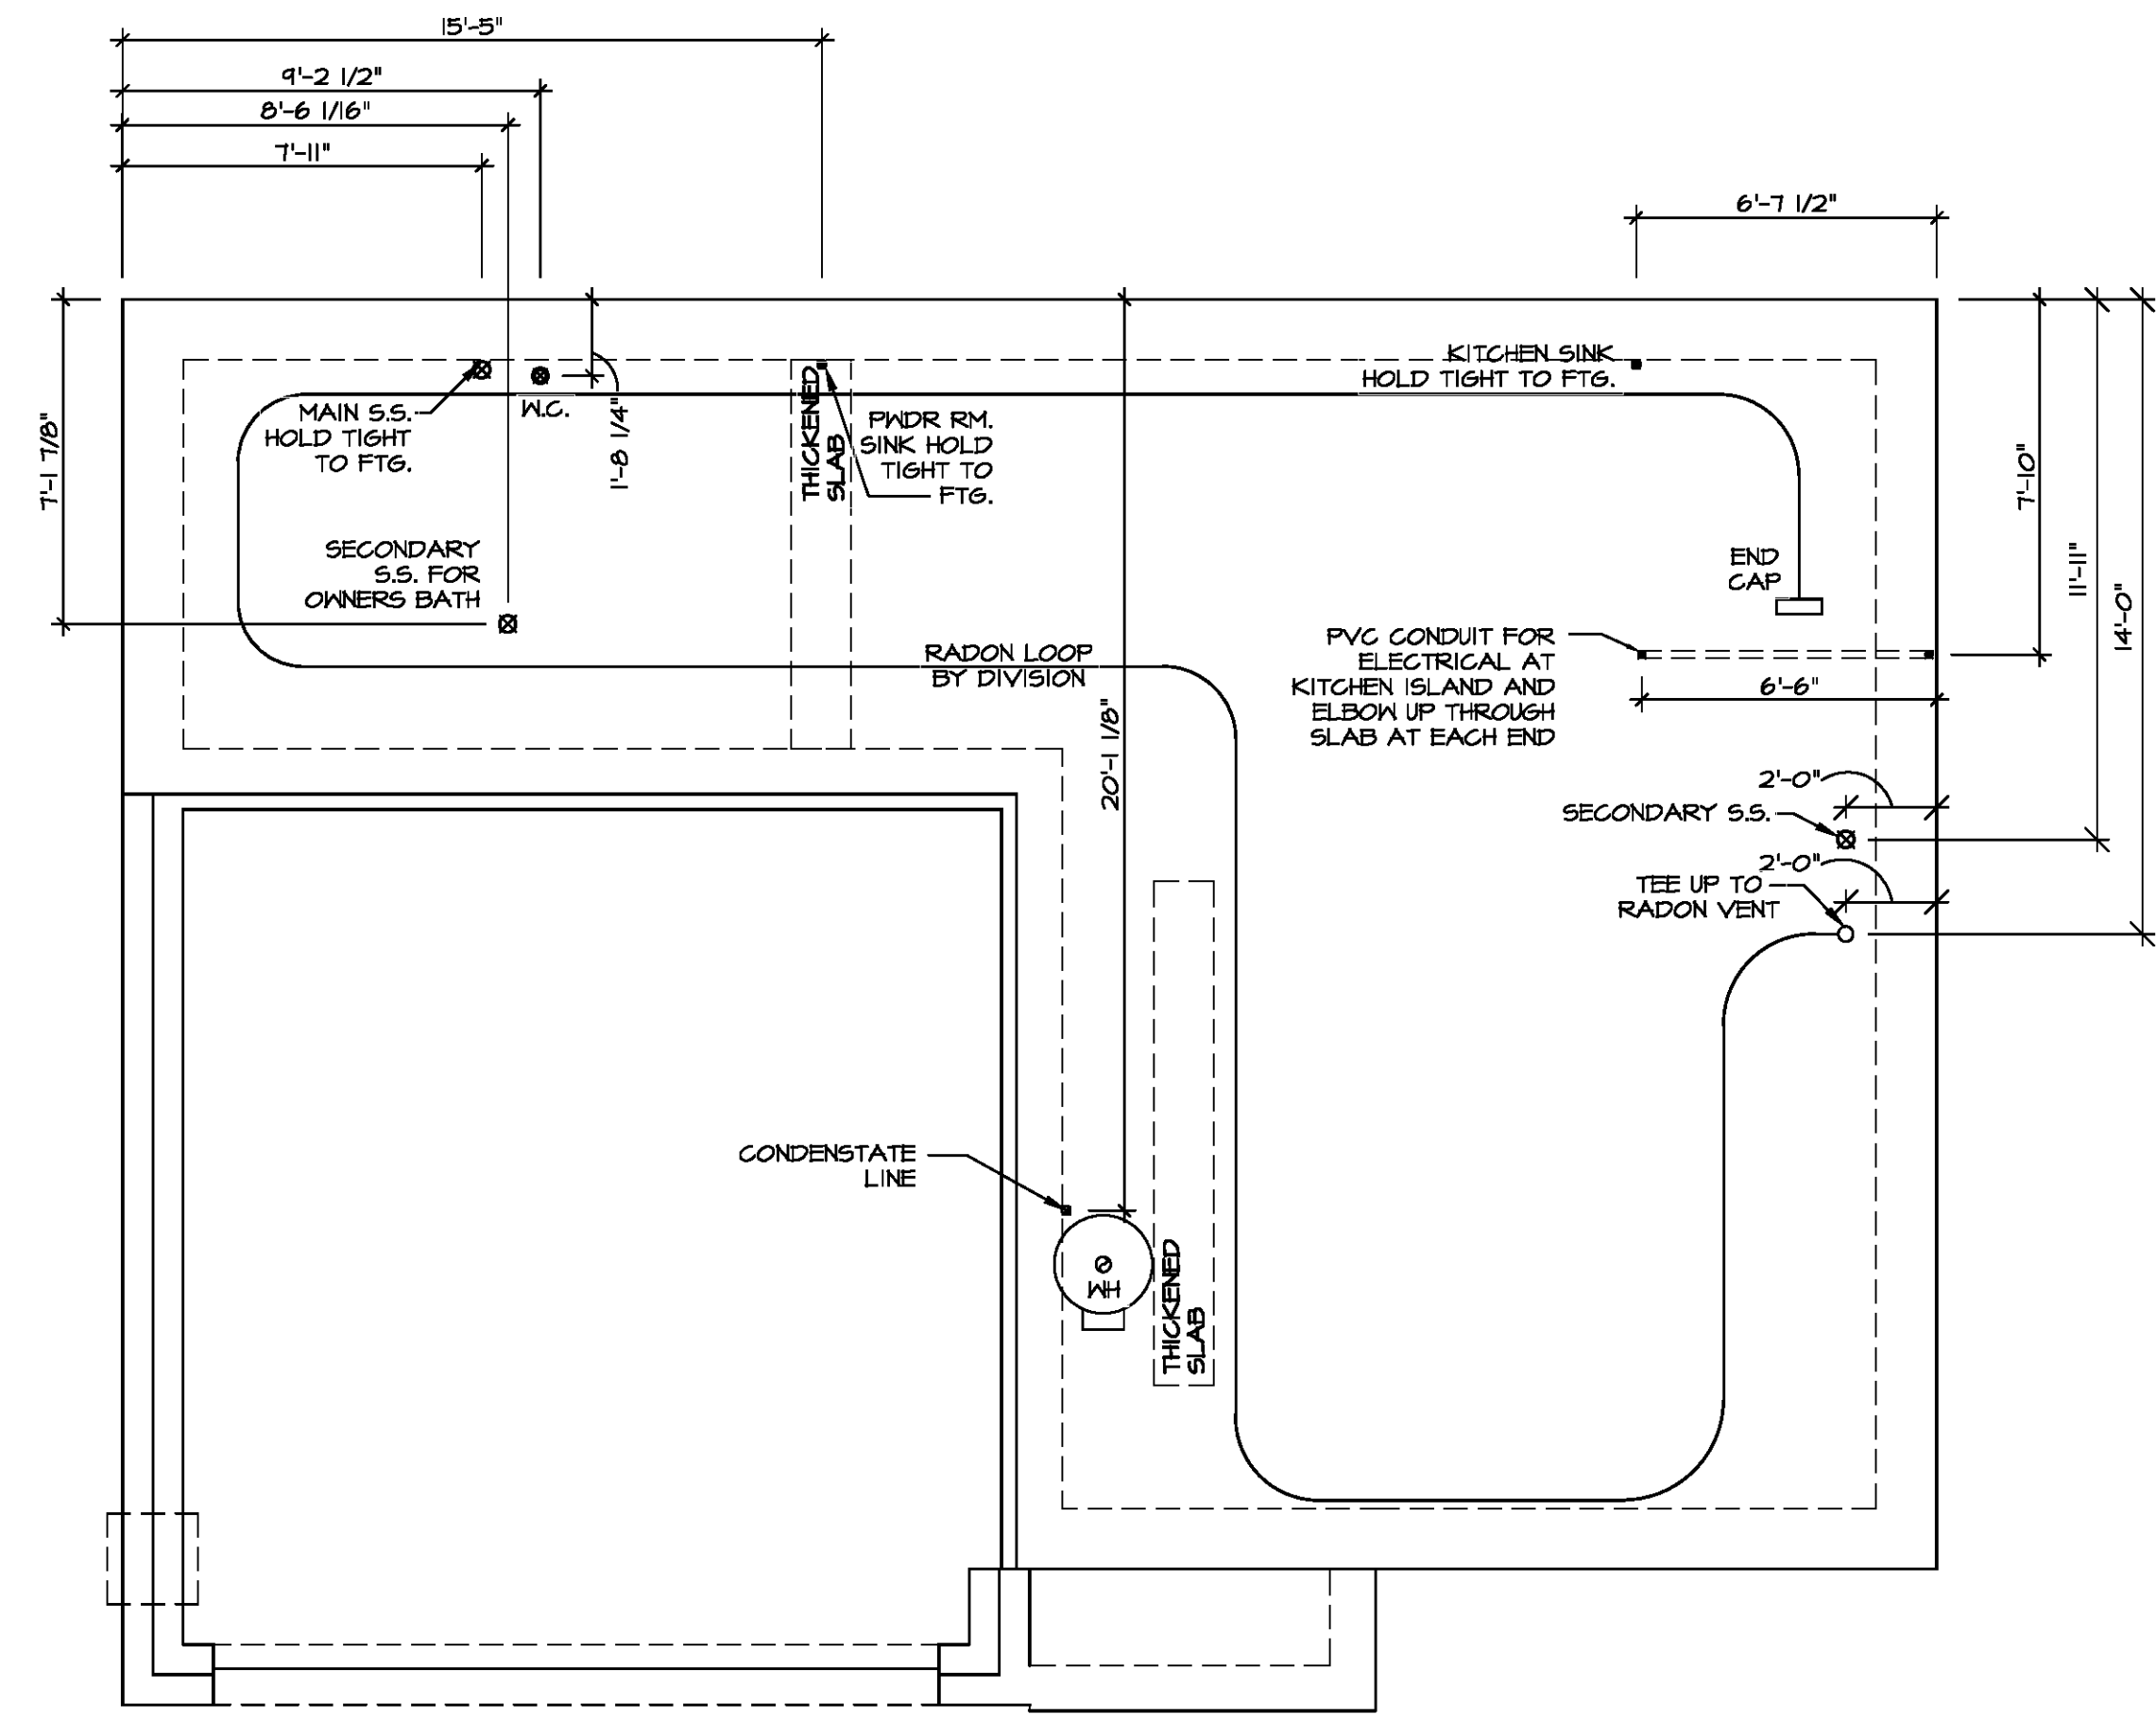 15'-5"
9'-2 1/2"
8'-6 1/16"
7'-11"
6'-7 1/2"
KITCHEN SINK
HOLD TIGHT TO FTG.
MAIN S.S.
HOLD TIGHT
TO FTG.
W.C.
1'-8 1/4"
THICKENED
SLAB
PWDR RM.
SINK HOLD
TIGHT TO
FTG.
7'-1 7/8"
7'-10"
11'-11"
14'-0"
SECONDARY
S.S. FOR
OWNERS BATH
END
CAP
RADON LOOP
BY DIVISION
PVC CONDUIT FOR
ELECTRICAL AT
KITCHEN ISLAND AND
ELBOW UP THROUGH
SLAB AT EACH END
6'-6"
20'-1 1/8"
2'-0"
SECONDARY S.S.
2'-0"
TEE UP TO
RADON VENT
CONDENSTATE
LINE
WH
THICKENED
SLAB